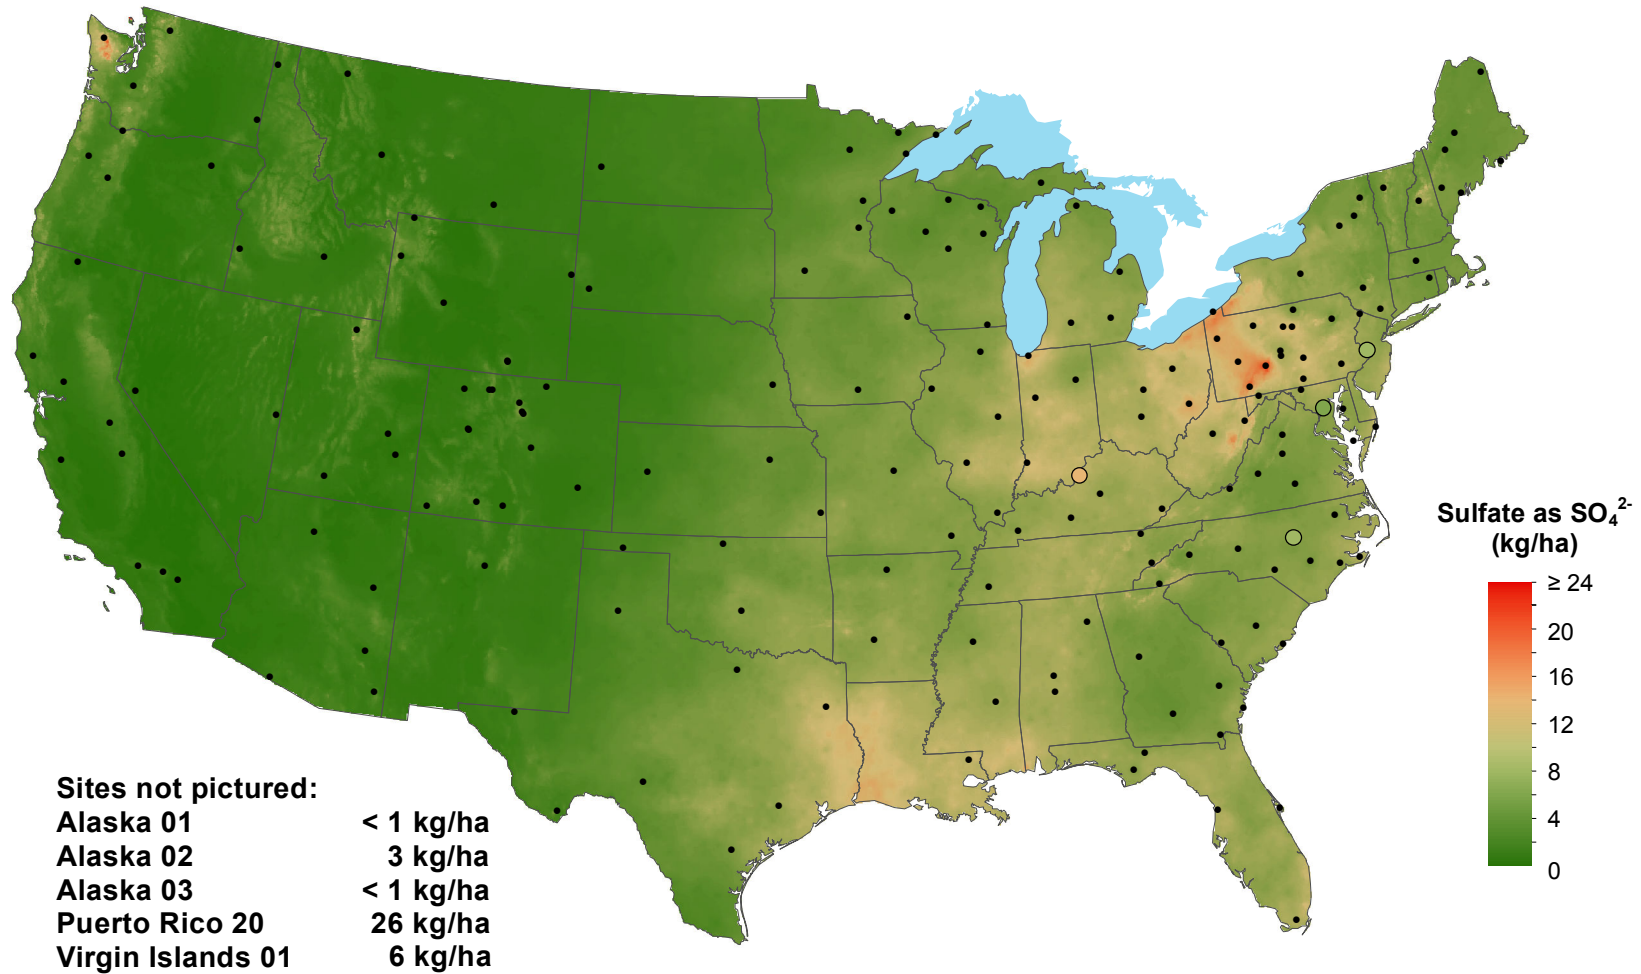 Sulfate as SO₄²⁻
(kg/ha)
≥ 24
20
16
12
8
4
0
Sites not pictured:
Alaska 01 < 1 kg/ha
Alaska 02 3 kg/ha
Alaska 03 < 1 kg/ha
Puerto Rico 20 26 kg/ha
Virgin Islands 01 6 kg/ha